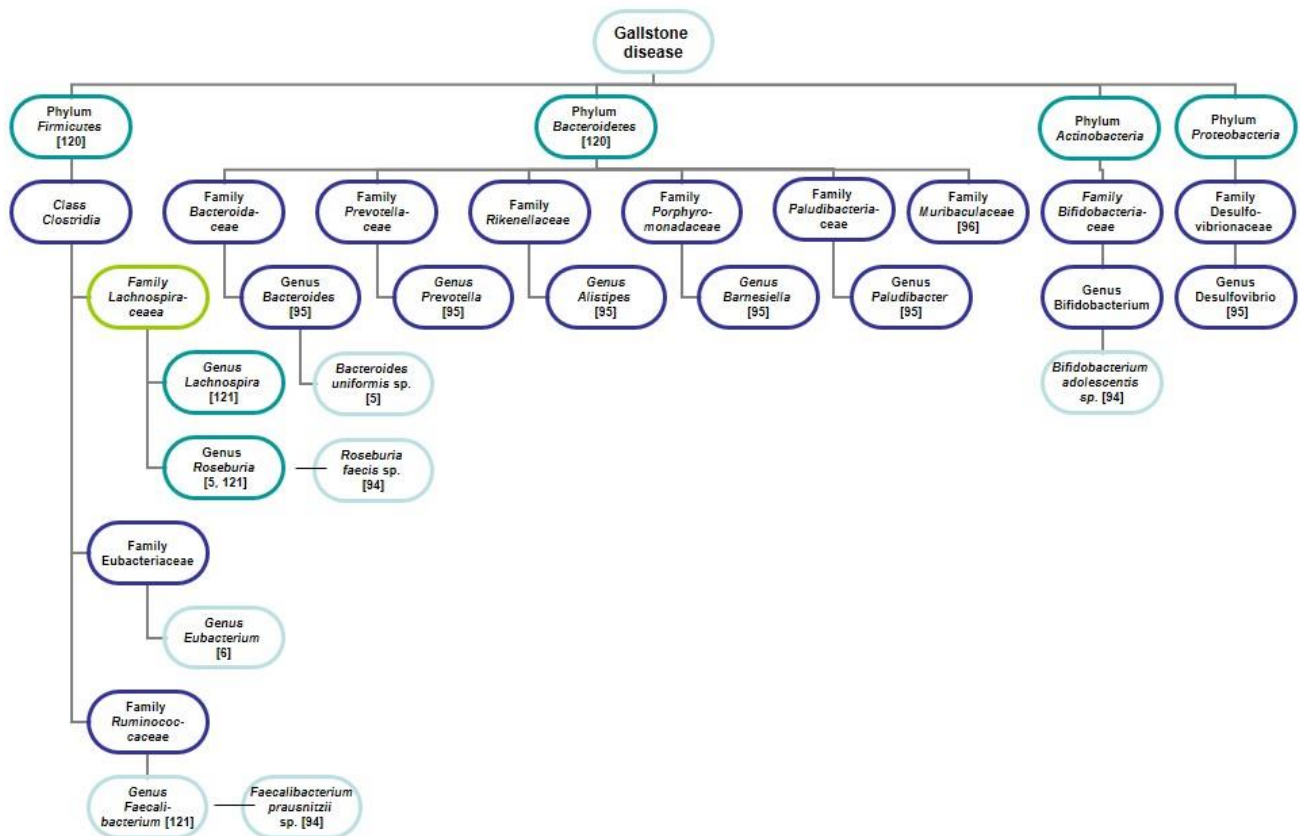 Gallstone
disease
Phylum
Firmicutes
[120]
Phylum
Bacteroidetes
[120]
Phylum
Actinobacteria
Phylum
Proteobacteria
Class
Clostridia
Family
Bacteroida-
ceae
Family
Prevotella-
ceae
Family
Rikenellaceae
Family
Porphyro-
monadaceae
Family
Paludibacteria-
ceae
Family
Muribaculaceae
[96]
Family
Bifidobacteria-
ceae
Family
Desulfo-
vibrionaceae
Family
Lachnospira-
ceaea
Genus
Bacteroides
[95]
Genus
Prevotella
[95]
Genus
Alistipes
[95]
Genus
Barnesiella
[95]
Genus
Paludibacter
[95]
Genus
Bifidobacterium
Genus
Desulfovibrio
[95]
Genus
Lachnospira
[121]
Bacteroides
uniformis sp.
[5]
Bifidobacterium
adolescentis
sp. [94]
Genus
Roseburia
[5, 121]
Roseburia
faecis sp.
[94]
Family
Eubacteriaceae
Genus
Eubacterium
[6]
Family
Ruminococ-
caceae
Genus
Faecali-
bacterium [121]
Faecalibacterium
prausnitzii
sp. [94]